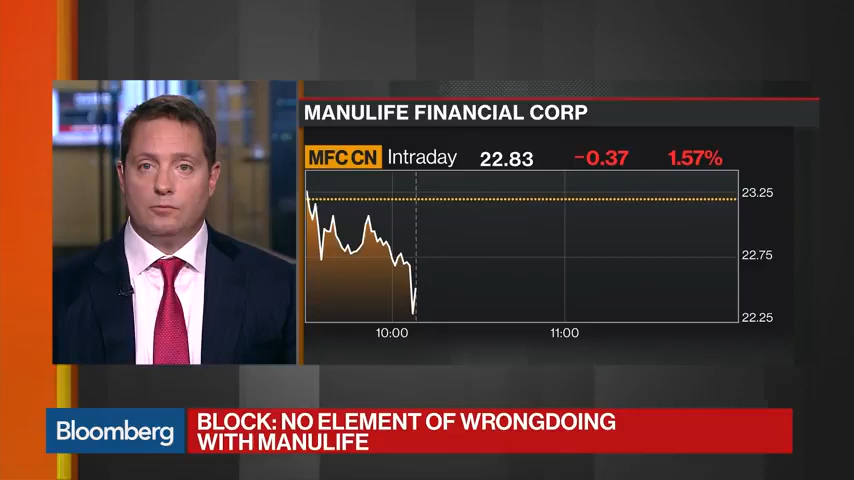 MANULIFE FINANCIAL CORP
MFC CN Intraday 22.83 -0.37 1.57%
23.25
22.75
22.25
10:00 11:00
Bloomberg
BLOCK: NO ELEMENT OF WRONGDOING
WITH MANULIFE